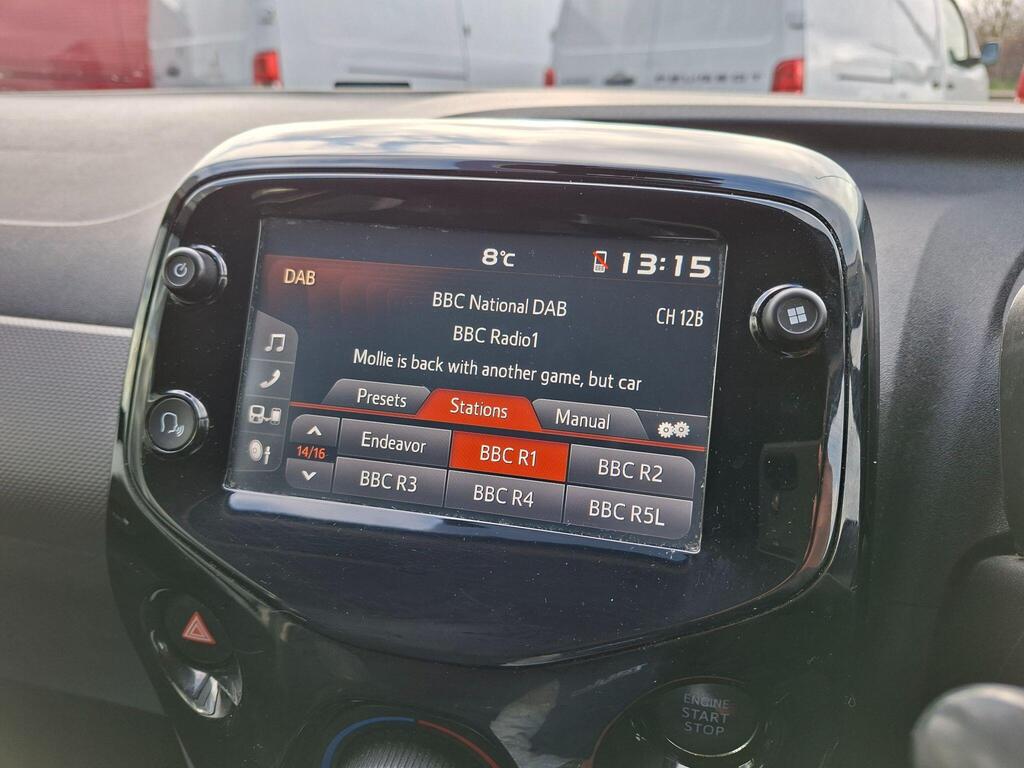 PEUGEOT
8°C 13:15
DAB
BBC National DAB
CH 12B
BBC Radio1
Mollie is back with another game, but car
Presets Stations Manual
14/16
Endeavor BBC R1 BBC R2
BBC R3 BBC R4 BBC R5L
ENGINE
START
STOP